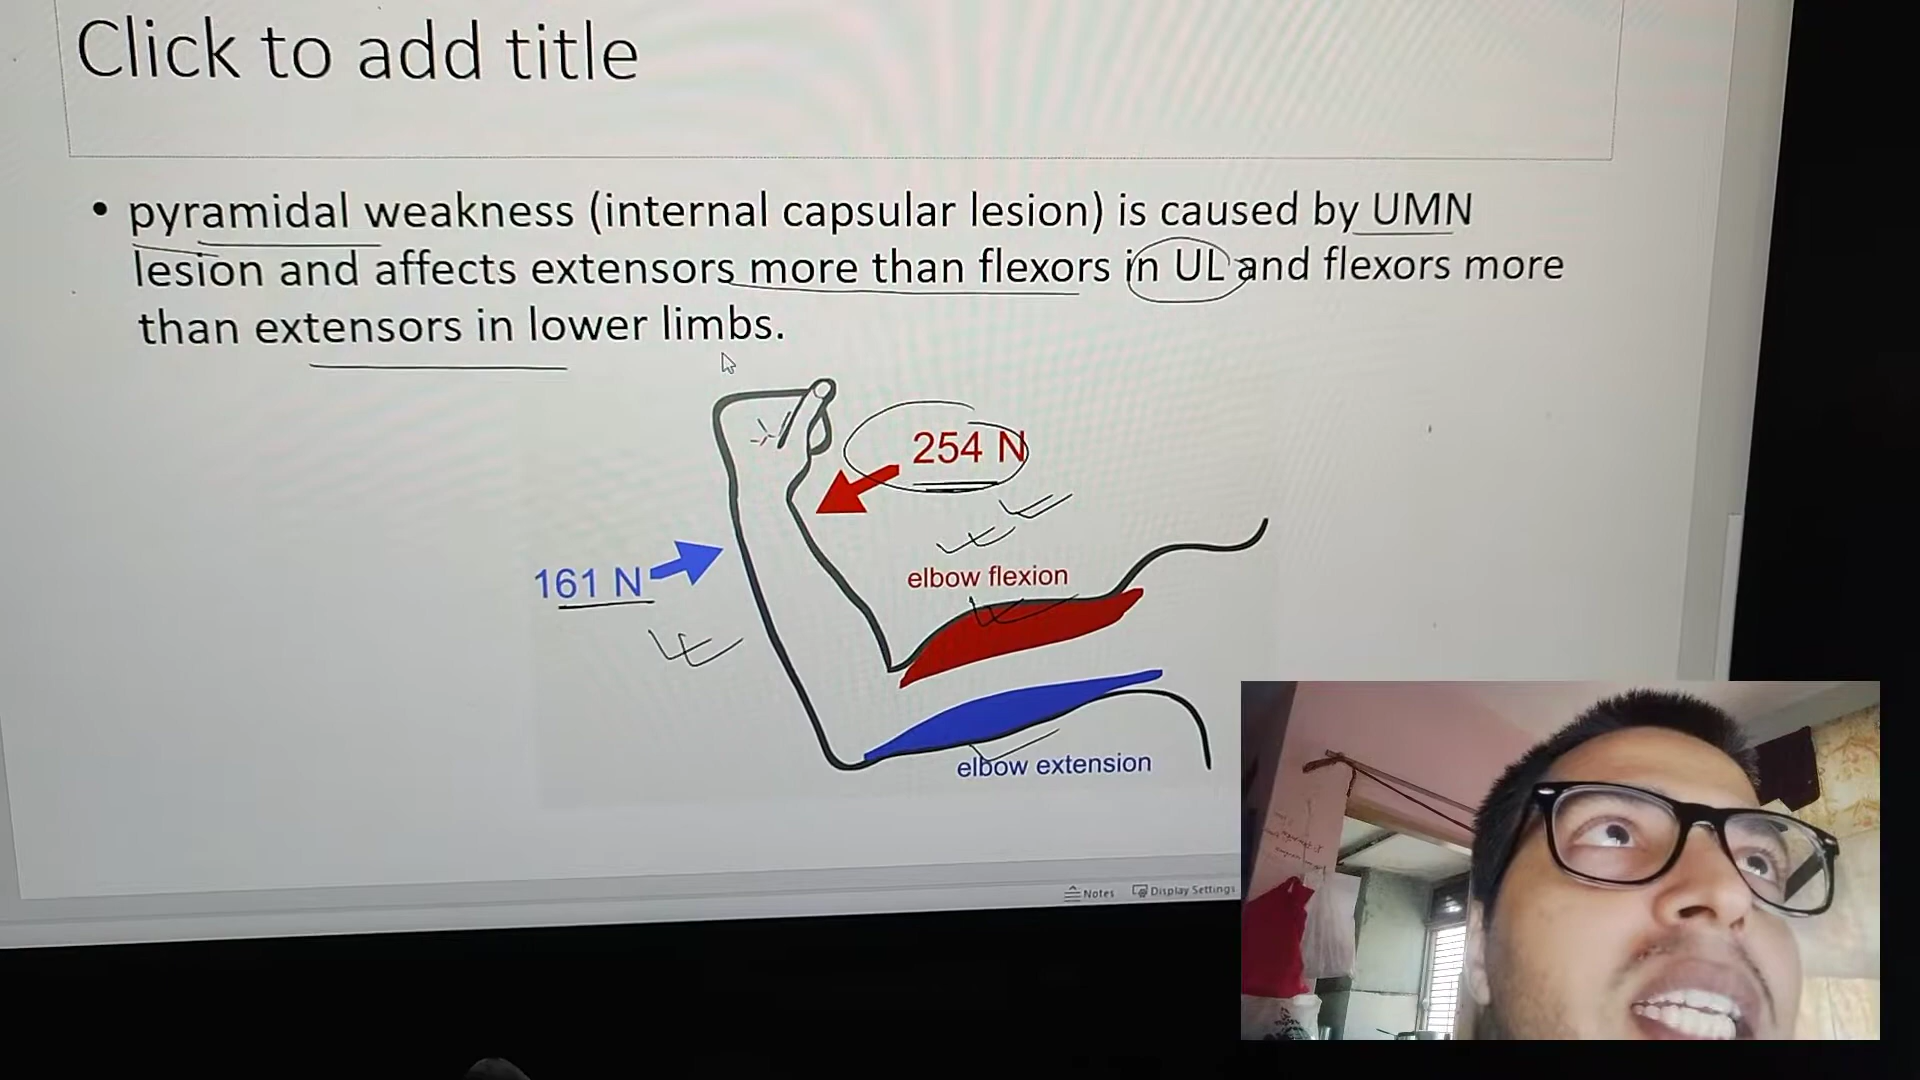 Click to add title
• pyramidal weakness (internal capsular lesion) is caused by UMN
lesion and affects extensors more than flexors in UL and flexors more
than extensors in lower limbs.
254 N
161 N
elbow flexion
elbow extension
Notes
Display Settings